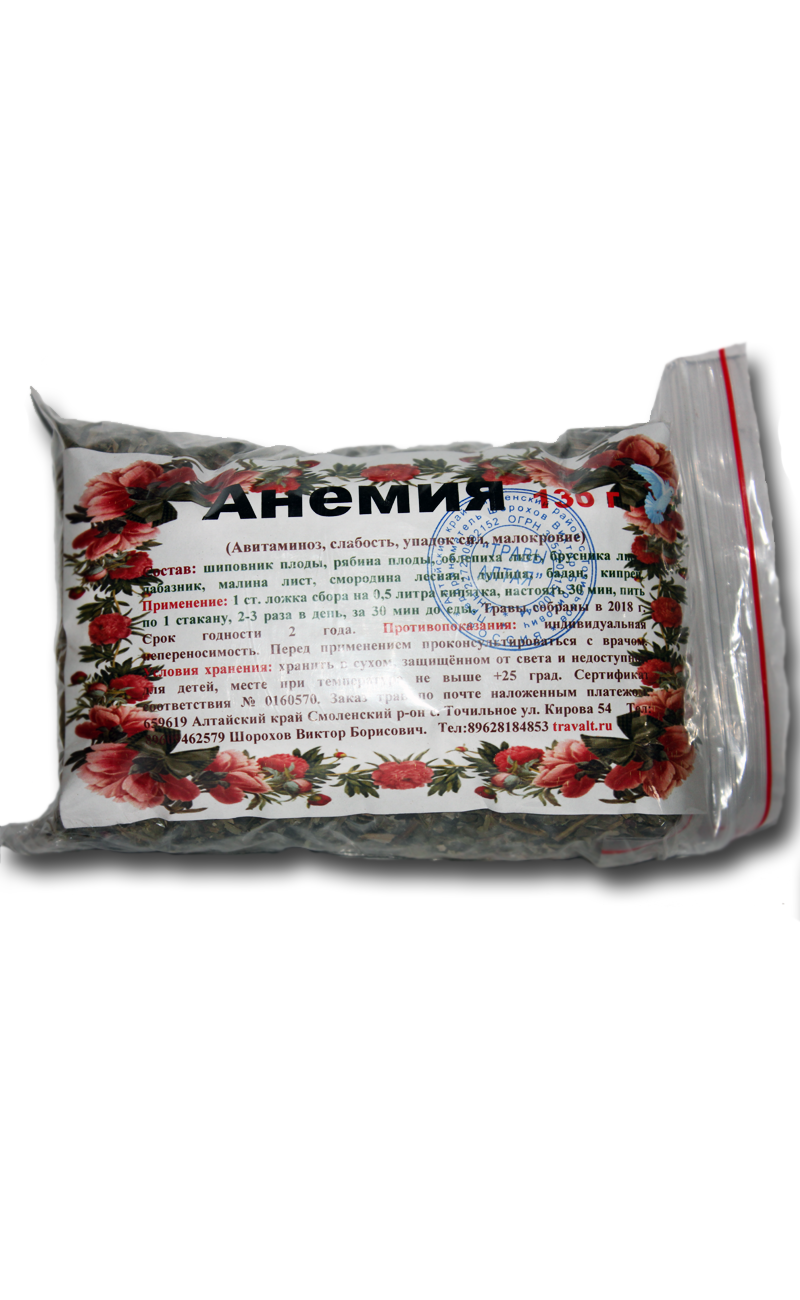 Анемия 130 г.
(Авитаминоз, слабость, упадок сил, малокровие)
Состав: шиповник плоды, рябина плоды, облепиха лист, брусника
лабазник, малина лист, смородина лесная, душица, бадан, кипрей
Применение: 1 ст. ложка сбора на 0,5 литра кипятка, настоять 30 мин, пить
по 1 стакану, 2-3 раза в день, за 30 мин до еды. Травы собраны в 2018 г.
Срок годности 2 года. Противопоказания: индивидуальная
непереносимость. Перед применением проконсультироваться с врачом
Условия хранения: хранить в сухом, защищённом от света и недоступ
для детей, месте при не выше +25 град. Сертификат
соответствия № 0160570. Заказ трав по почте наложенным платежом
659619 Алтайский край Смоленский р-он с. Точильное ул. Кирова 54 Тел:
462579 Шорохов Виктор Борисович. Тел:89628184853 travalt.ru
"ТРАВЫ
АЛТАЯ"
РОССИЯ